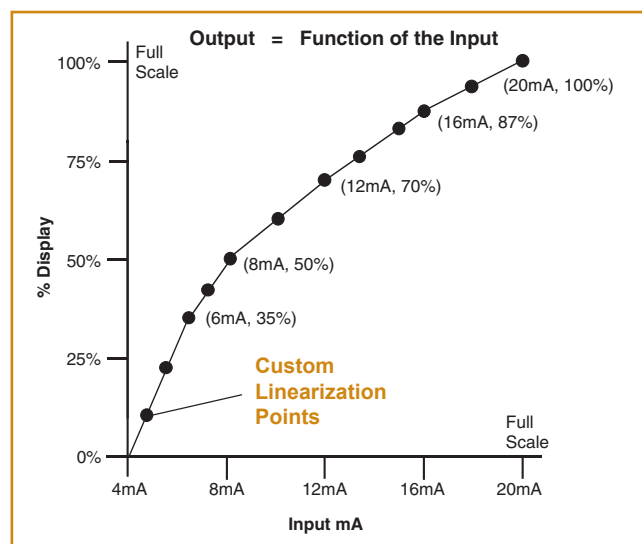 Output = Function of the Input
Full
Scale
100%
75%
50%
25%
0%
% Display
(20mA, 100%)
(16mA, 87%)
(12mA, 70%)
(8mA, 50%)
(6mA, 35%)
Custom
Linearization
Points
Full
Scale
4mA
8mA
12mA
16mA
20mA
Input mA